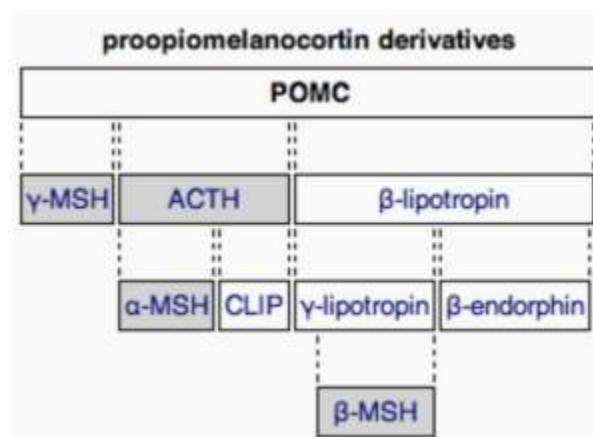 proopiomelanocortin derivatives
POMC
γ-MSH ACTH β-lipotropin
α-MSH CLIP γ-lipotropin β-endorphin
β-MSH